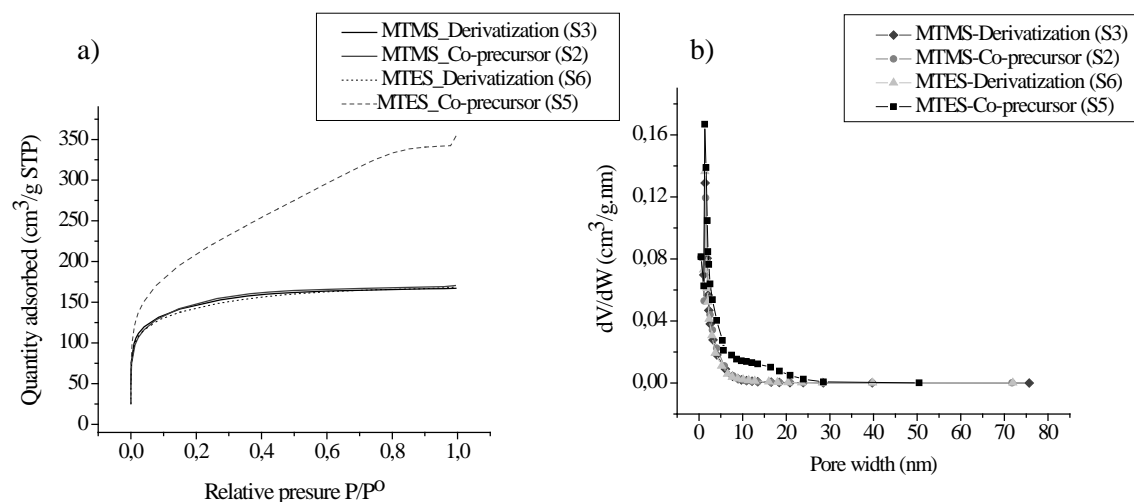 a)
MTMS_Derivatization (S3)
MTMS_Co-precursor (S2)
MTES_Derivatization (S6)
MTES_Co-precursor (S5)
Quantity adsorbed (cm3/g STP)
350
300
250
200
150
100
50
0
0,0
0,2
0,4
0,6
0,8
1,0
Relative presure P/PO
b)
MTMS-Derivatization (S3)
MTMS-Co-precursor (S2)
MTES-Derivatization (S6)
MTES-Co-precursor (S5)
dV/dW (cm3/g.nm)
0,16
0,12
0,08
0,04
0,00
0
10
20
30
40
50
60
70
80
Pore width (nm)